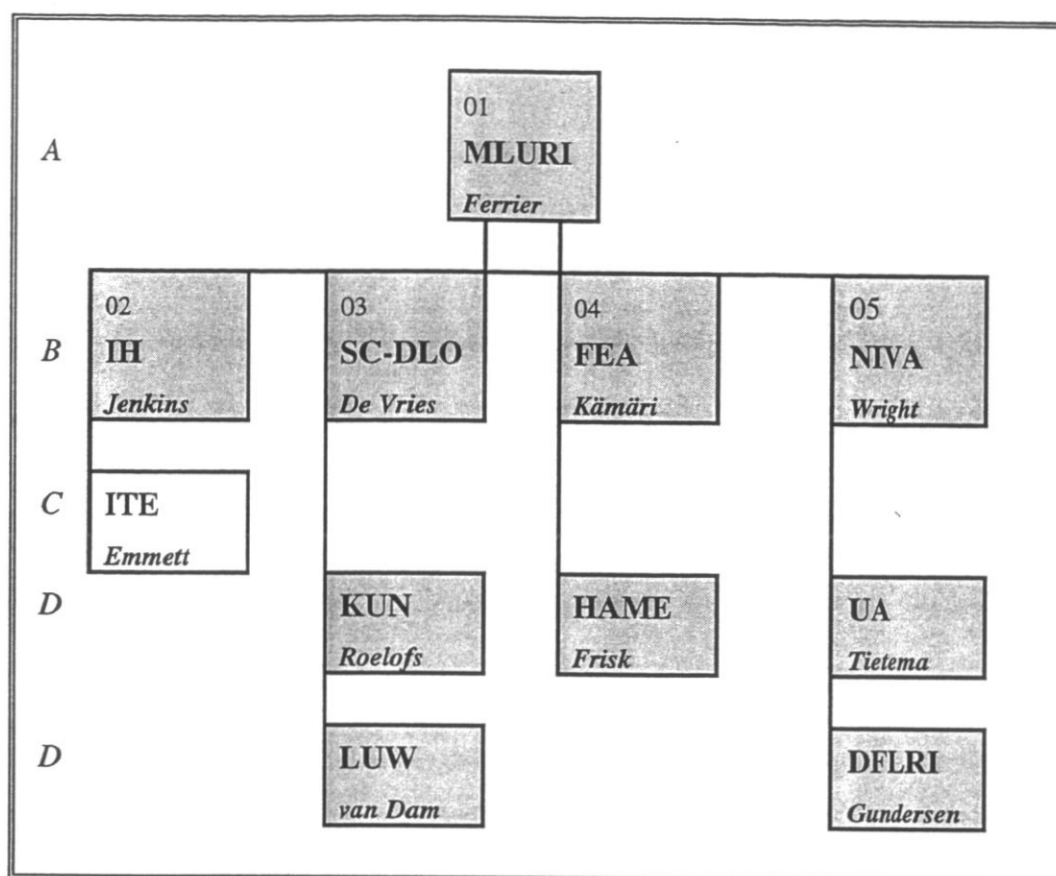 A
01
MLURI
Ferrier
B
02
IH
Jenkins
03
SC-DLO
De Vries
04
FEA
Kämäri
05
NIVA
Wright
C
ITE
Emmett
D
KUN
Roelofs
HAME
Frisk
UA
Tietema
D
LUW
van Dam
DFLRI
Gundersen